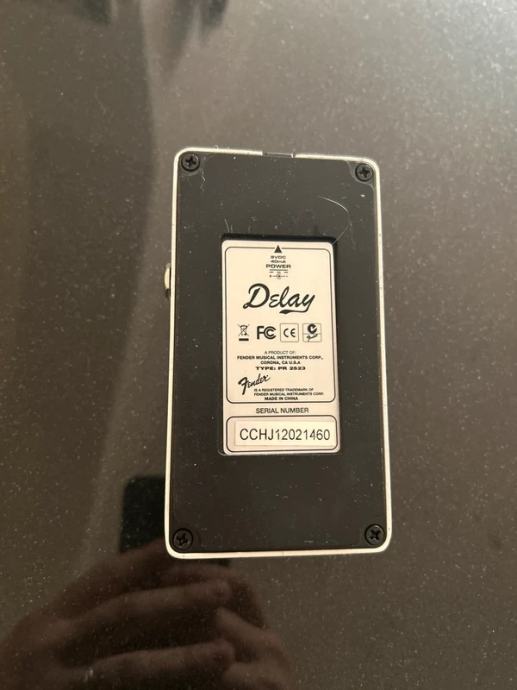 9VDC
40mA
POWER
Delay
FC CE
A PRODUCT OF:
FENDER MUSICAL INSTRUMENTS CORP.,
CORONA, CA U.S.A
TYPE: PR 2523
Fender
IS A REGISTERED TRADEMARK OF
FENDER MUSICAL INSTRUMENTS CORP.
MADE IN CHINA
SERIAL NUMBER
CCHJ12021460